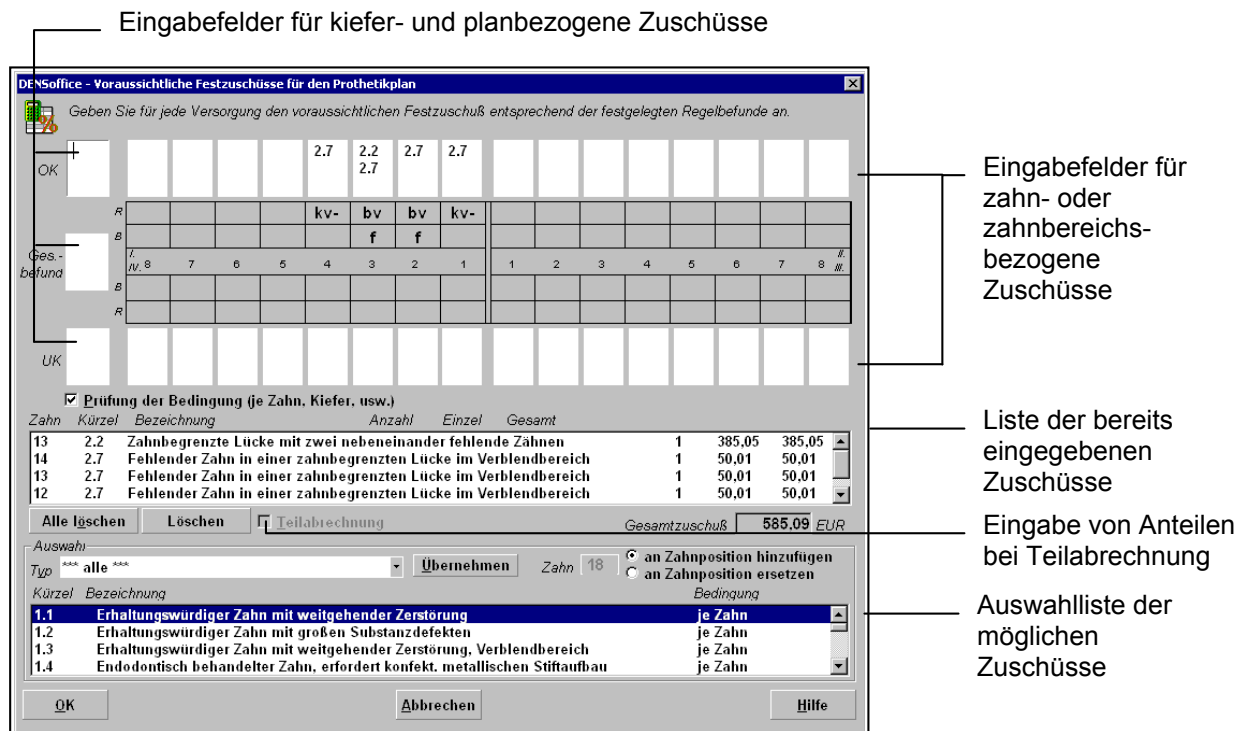 Eingabefelder für kiefer- und planbezogene Zuschüsse
DENSoffice - Voraussichtliche Festzuschüsse für den Prothetikplan
Geben Sie für jede Versorgung den voraussichtlichen Festzuschuß entsprechend der festgelegten Regelbefunde an.
2.7 2.2 2.7 2.7
OK 2.7
R kv- bv bv kv-
B f f
Ges.-befund
I. II.
IV. 8 7 6 5 4 3 2 1 1 2 3 4 5 6 7 8 III.
B
R
UK
Eingabefelder für
zahn- oder
zahnbereichs-
bezogene
Zuschüsse
Prüfung der Bedingung (je Zahn, Kiefer, usw.)
Zahn Kürzel Bezeichnung Anzahl Einzel Gesamt
13 2.2 Zahnbegrenzte Lücke mit zwei nebeneinander fehlende Zähnen 1 385,05 385,05
14 2.7 Fehlender Zahn in einer zahnbegrenzten Lücke im Verblendbereich 1 50,01 50,01
13 2.7 Fehlender Zahn in einer zahnbegrenzten Lücke im Verblendbereich 1 50,01 50,01
12 2.7 Fehlender Zahn in einer zahnbegrenzten Lücke im Verblendbereich 1 50,01 50,01
Liste der bereits
eingegebenen
Zuschüsse
Alle löschen Löschen Teilabrechnung Gesamtzuschuß 585,09 EUR
Eingabe von Anteilen
bei Teilabrechnung
Auswahl
Typ *** alle *** Übernehmen Zahn 18 an Zahnposition hinzufügen
an Zahnposition ersetzen
Kürzel Bezeichnung Bedingung
1.1 Erhaltungswürdiger Zahn mit weitgehender Zerstörung je Zahn
1.2 Erhaltungswürdiger Zahn mit großen Substanzdefekten je Zahn
1.3 Erhaltungswürdiger Zahn mit weitgehender Zerstörung, Verblendbereich je Zahn
1.4 Endodontisch behandelter Zahn, erfordert konfekt. metallischen Stiftaufbau je Zahn
Auswahlliste der
möglichen
Zuschüsse
OK Abbrechen Hilfe